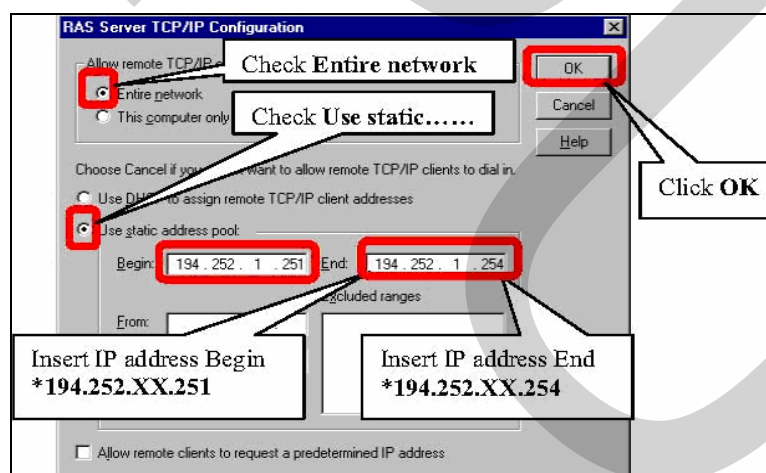 RAS Server TCP/IP Configuration
Allow remote TCP/IP
Check Entire network
OK
Entire network
Cancel
This computer only
Check Use static......
Help
Choose Cancel if you want to allow remote TCP/IP clients to dial in.
Click OK
Use to assign remote TCP/IP client addresses
Use static address pool:
Begin: 194 . 252 . 1 . 251 End: 194 . 252 . 1 . 254
Excluded ranges
From:
Insert IP address Begin
*194.252.XX.251
Insert IP address End
*194.252.XX.254
Allow remote clients to request a predetermined IP address